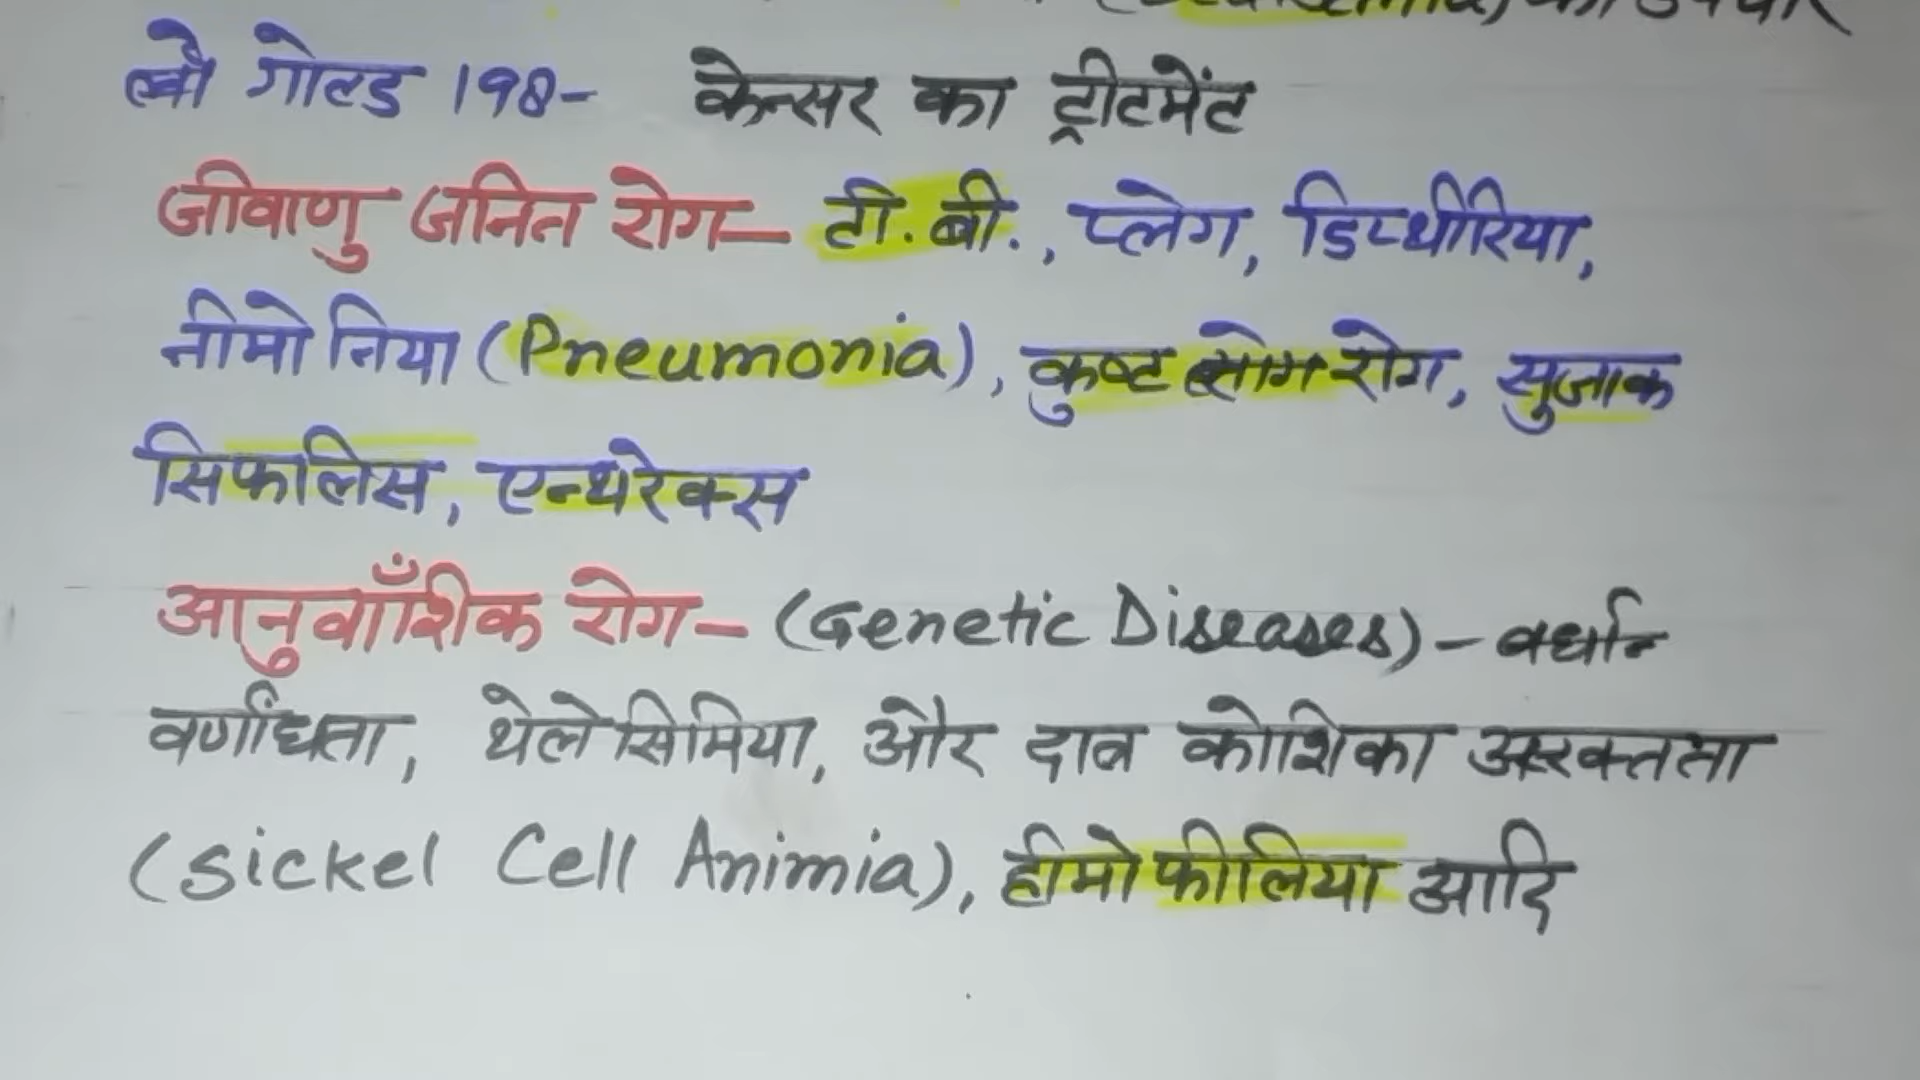 का उपचार
गोल्ड 198- केन्सर का ट्रीटमेंट
जीवाणु जनित रोग- टी.बी., प्लेग, डिप्थीरिया,
नीमोनिया (Pneumonia), कुष्ट रोग, सुजाक
सिफलिस, एन्थरेक्स
आनुवाँशिक रोग- (Genetic Diseases)-
वर्णांधता, थेलेसिमिया, और दात्र कोशिका अरक्तता
(Sickel Cell Animia), हीमोफीलिया आदि